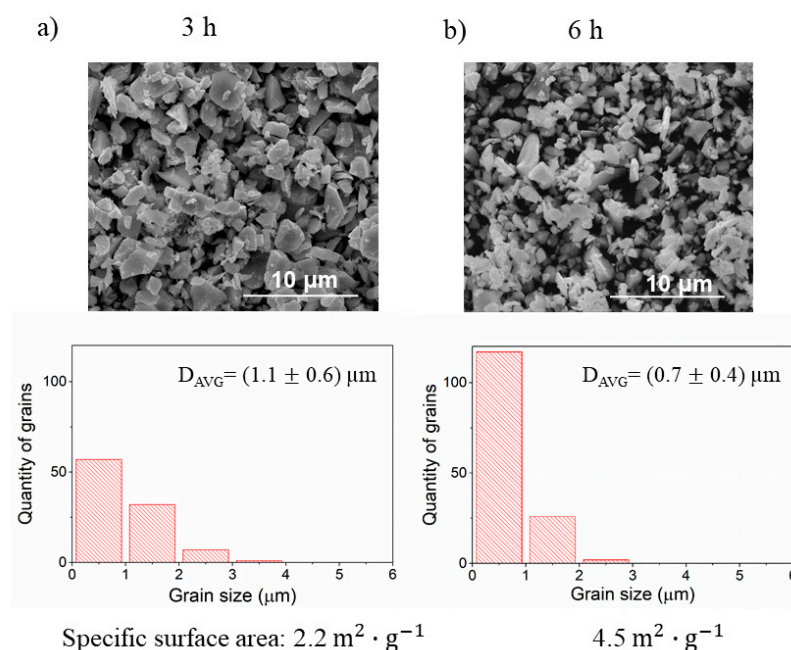 a) 3 h
b) 6 h
10 µm
10 µm
D_AVG= (1.1 ± 0.6) µm
Quantity of grains
100
50
0
0 1 2 3 4 5 6
Grain size (µm)
D_AVG= (0.7 ± 0.4) µm
Quantity of grains
100
50
0
0 1 2 3 4 5 6
Grain size (µm)
Specific surface area: 2.2 m² · g⁻¹
4.5 m² · g⁻¹